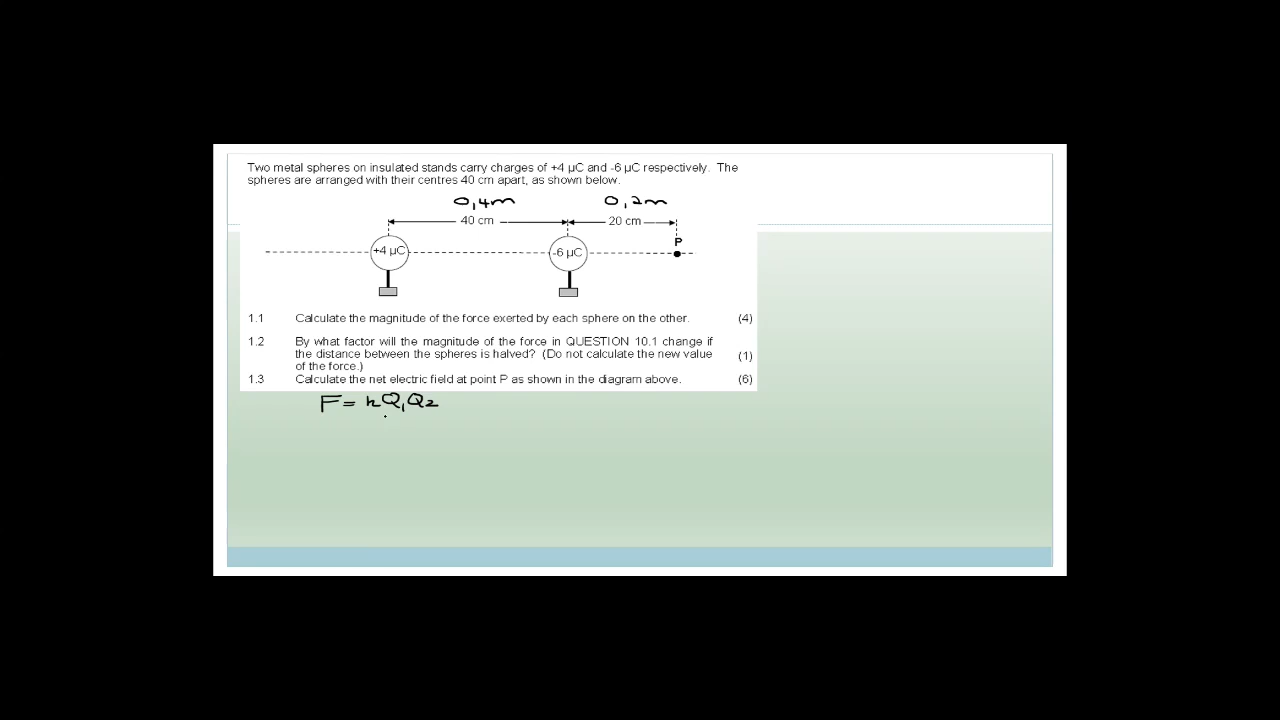 Two metal spheres on insulated stands carry charges of +4 µC and -6 µC respectively. The
spheres are arranged with their centres 40 cm apart, as shown below.
0,4m 0,2m
40 cm 20 cm
P
+4 µC -6 µC
1.1 Calculate the magnitude of the force exerted by each sphere on the other. (4)
1.2 By what factor will the magnitude of the force in QUESTION 10.1 change if
the distance between the spheres is halved? (Do not calculate the new value
of the force.) (1)
1.3 Calculate the net electric field at point P as shown in the diagram above. (6)
F = kQ₁Q₂